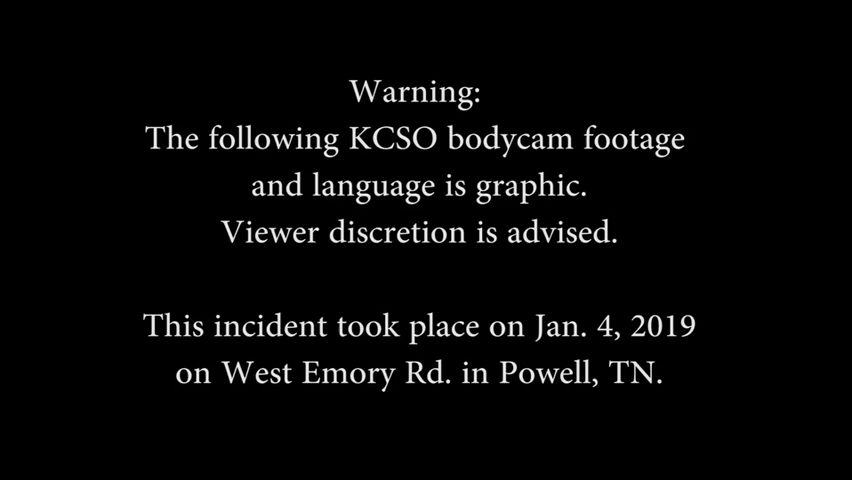 Warning:
The following KCSO bodycam footage
and language is graphic.
Viewer discretion is advised.
This incident took place on Jan. 4, 2019
on West Emory Rd. in Powell, TN.